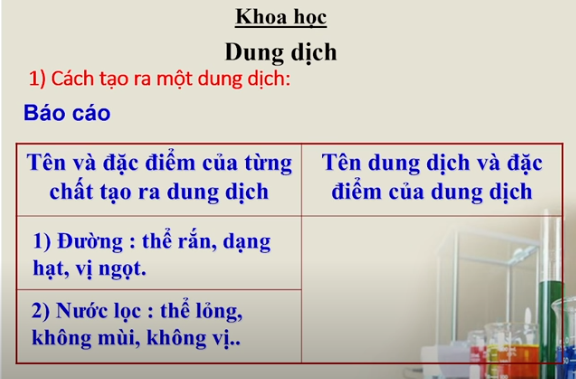 Khoa học
Dung dịch
1) Cách tạo ra một dung dịch:
Báo cáo
Tên và đặc điểm của từng
chất tạo ra dung dịch
Tên dung dịch và đặc
điểm của dung dịch
1) Đường : thể rắn, dạng
hạt, vị ngọt.
2) Nước lọc : thể lỏng,
không mùi, không vị..